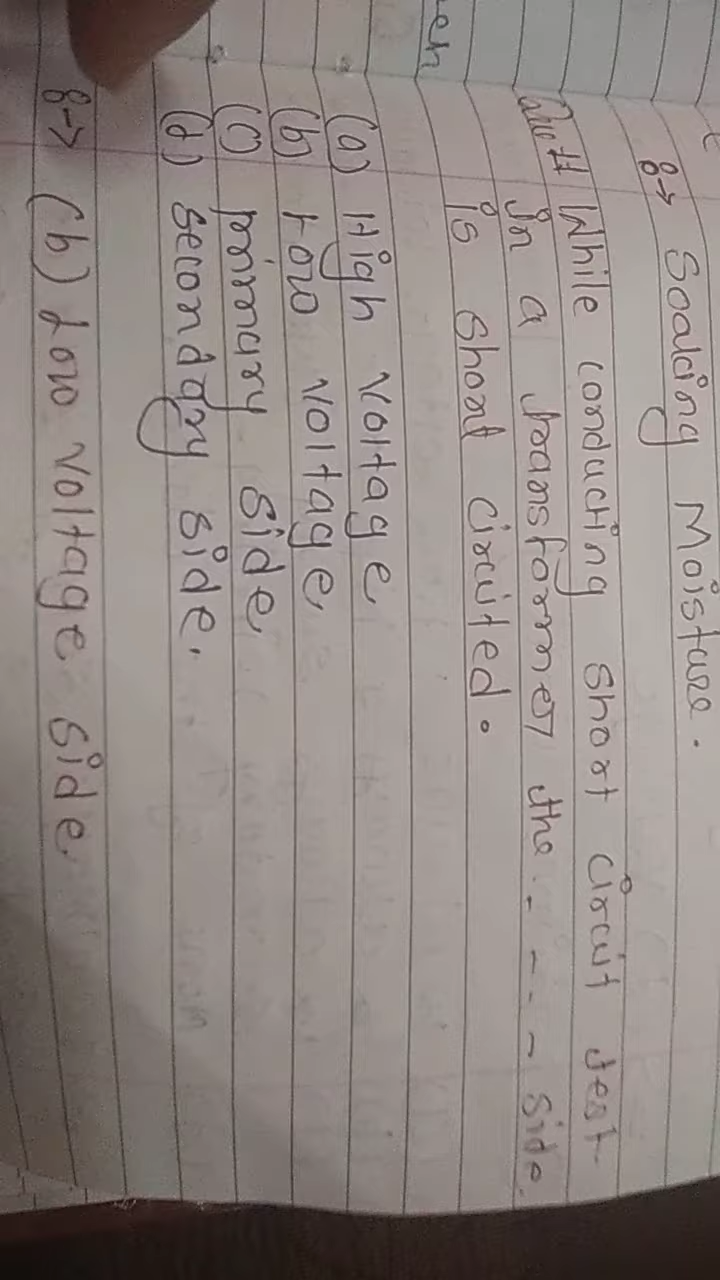 8→ Soaking Moisture.
Que# While conducting short circuit test
in a transformer the - - - - side
is short circuited.
(a) High voltage
(b) Low voltage
(c) primary side
(d) secondary side.
8→ (b) Low voltage side